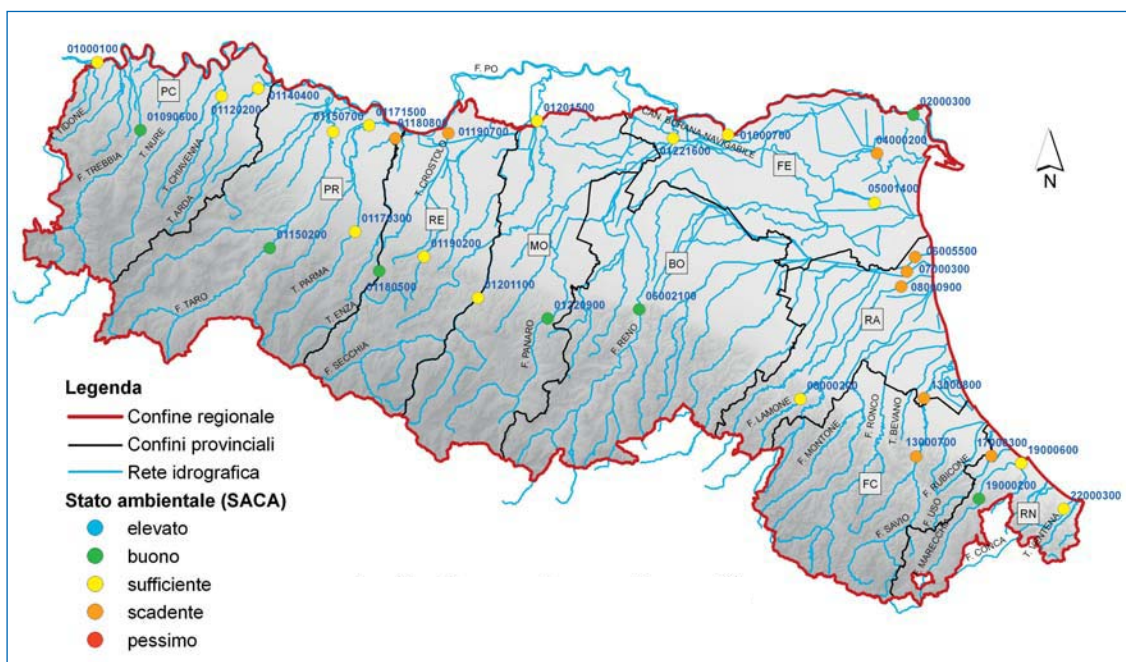 01000100
F. PO
PC
01140400
01120200
01171500
01201500
02000300
TIDONE
01090600
01150700
01180800
01190700
CAN. BURANA NAVIGABILE
01000700
T. NURE
01221600
04000200
F. TREBBIA
T. CHIAVENNA
T. CROSTOLO
FE
N
T. ARDA
PR
RE
05001400
01170300
MO
BO
01150200
01190200
06005500
T. PARMA
01180500
07000300
F. TARO
01201100
08000900
T. ENZA
01220900
06002100
F. SECCHIA
F. PANARO
F. RENO
RA
Legenda
Confine regionale
Confini provinciali
Rete idrografica
Stato ambientale (SACA)
elevato
buono
sufficiente
scadente
pessimo
08000200
13000800
F. LAMONE
F. MONTONE
F. RONCO
T. BEVANO
13000700
17000300
19000600
F. RUBICONE
FC
19000200
F. USO
RN
22000300
F. SAVIO
F. MARECCHIA
F. CONCA
T. VENTENA